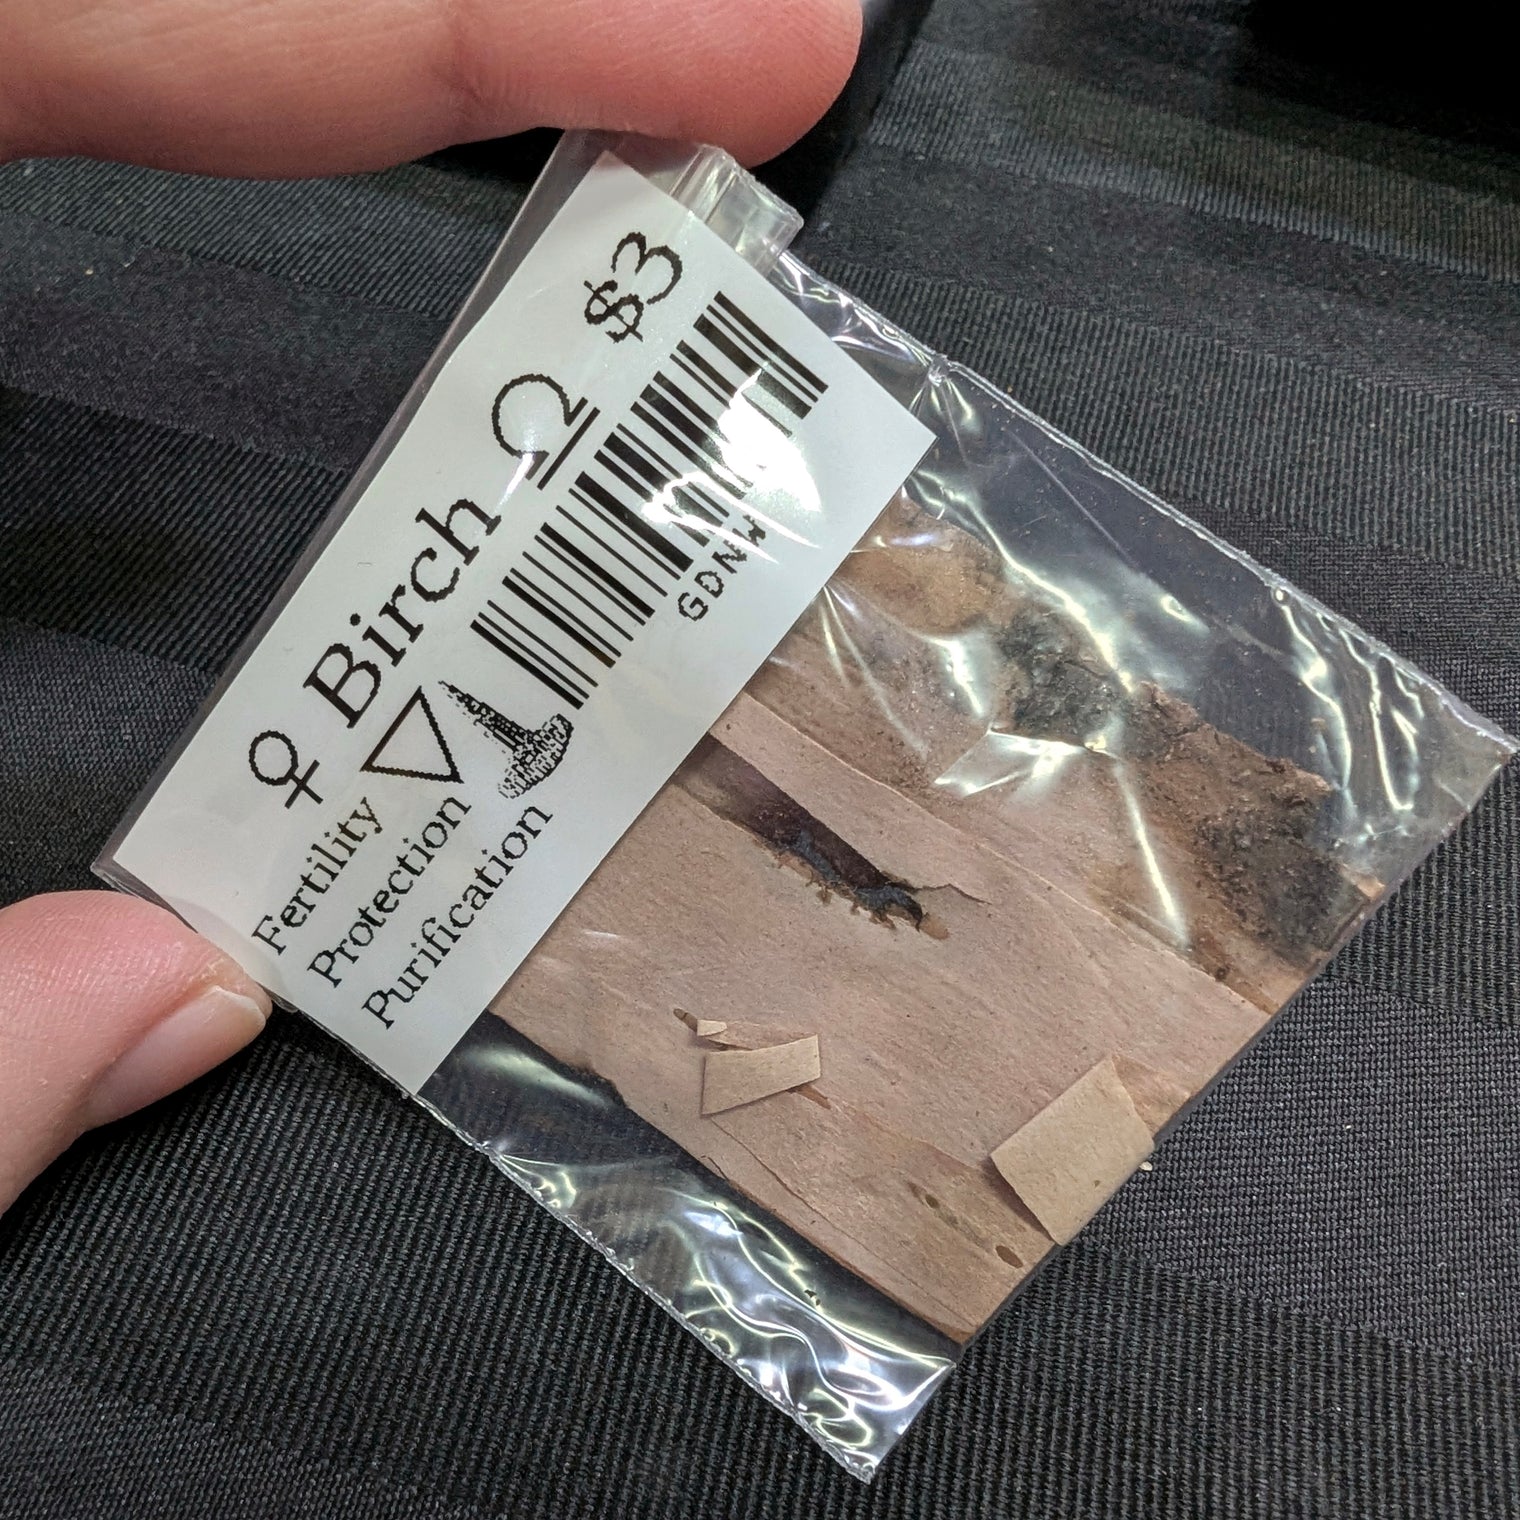 ♀ Birch ♎ $3
Fertility
Protection
Purification
GDNW